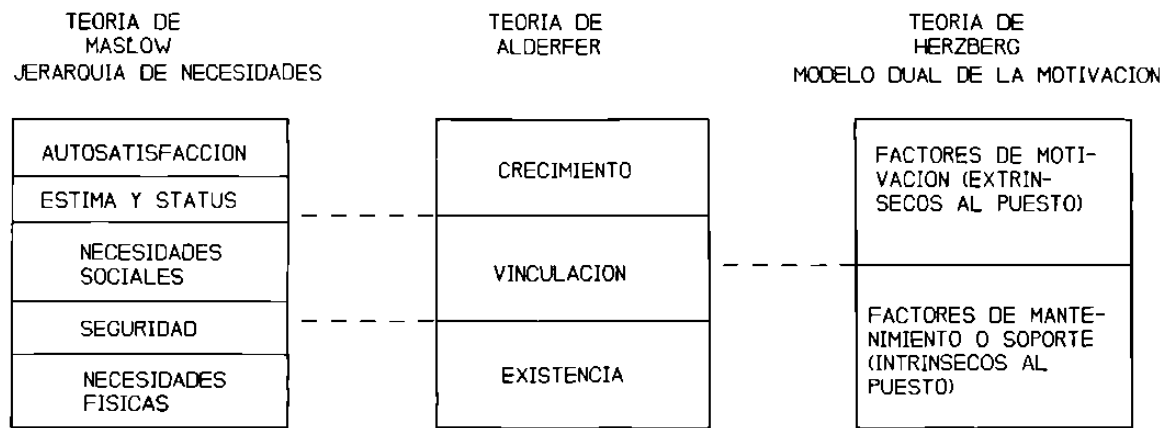 TEORIA DE
MASLOW
JERARQUIA DE NECESIDADES
AUTOSATISFACCION
ESTIMA Y STATUS
NECESIDADES
SOCIALES
SEGURIDAD
NECESIDADES
FISICAS
TEORIA DE
ALDERFER
CRECIMIENTO
VINCULACION
EXISTENCIA
TEORIA DE
HERZBERG
MODELO DUAL DE LA MOTIVACION
FACTORES DE MOTI-
VACION (EXTRIN-
SECOS AL PUESTO)
FACTORES DE MANTE-
NIMIENTO O SOPORTE
(INTRINSECOS AL
PUESTO)